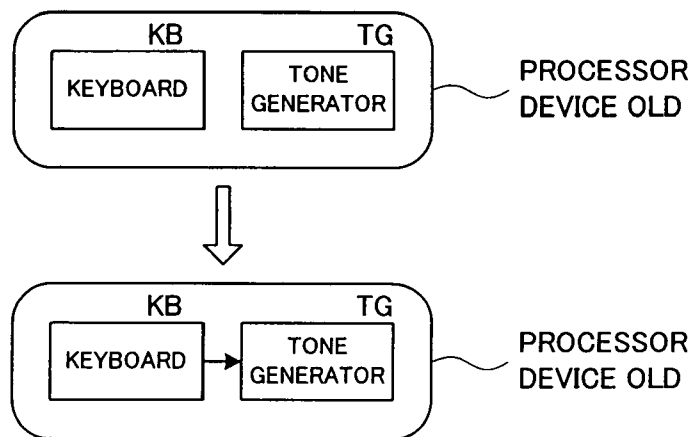 KB TG
KEYBOARD
TONE
GENERATOR
PROCESSOR
DEVICE OLD
KB TG
KEYBOARD
TONE
GENERATOR
PROCESSOR
DEVICE OLD